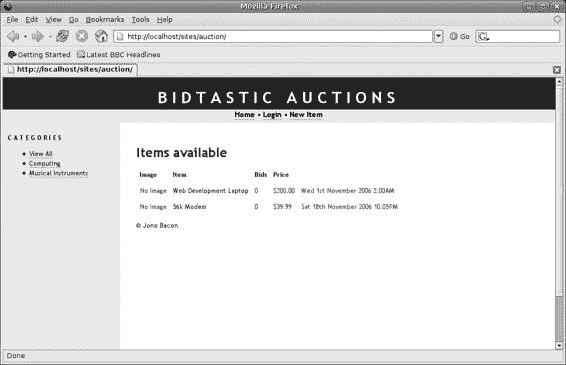 Mozilla Firefox
File Edit View Go Bookmarks Tools Help
http://localhost/sites/auction/ Go
Getting Started Latest BBC Headlines
http://localhost/sites/auction/
BIDTASTIC AUCTIONS
Home • Login • New Item
CATEGORIES
View All
Computing
Musical Instruments
Items available
Image Item Bids Price
No Image Web Development Laptop 0 $200.00 Wed 1st November 2006 2.00AM
No Image 56k Modem 0 $39.99 Sat 18th November 2006 10.05PM
© Jono Bacon
Done